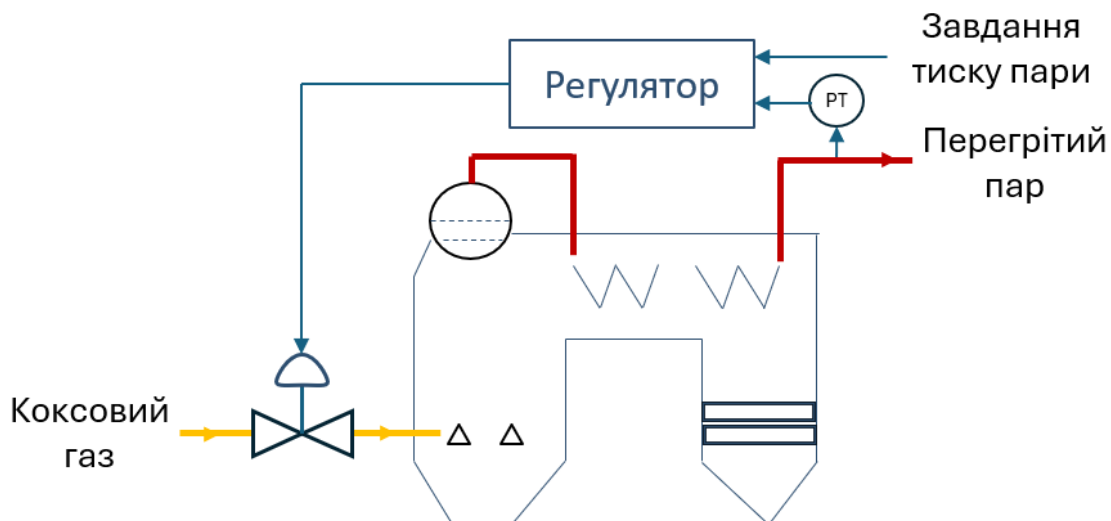 Завдання
тиску пари
Регулятор
PT
Перегрітий
пар
Коксовий
газ